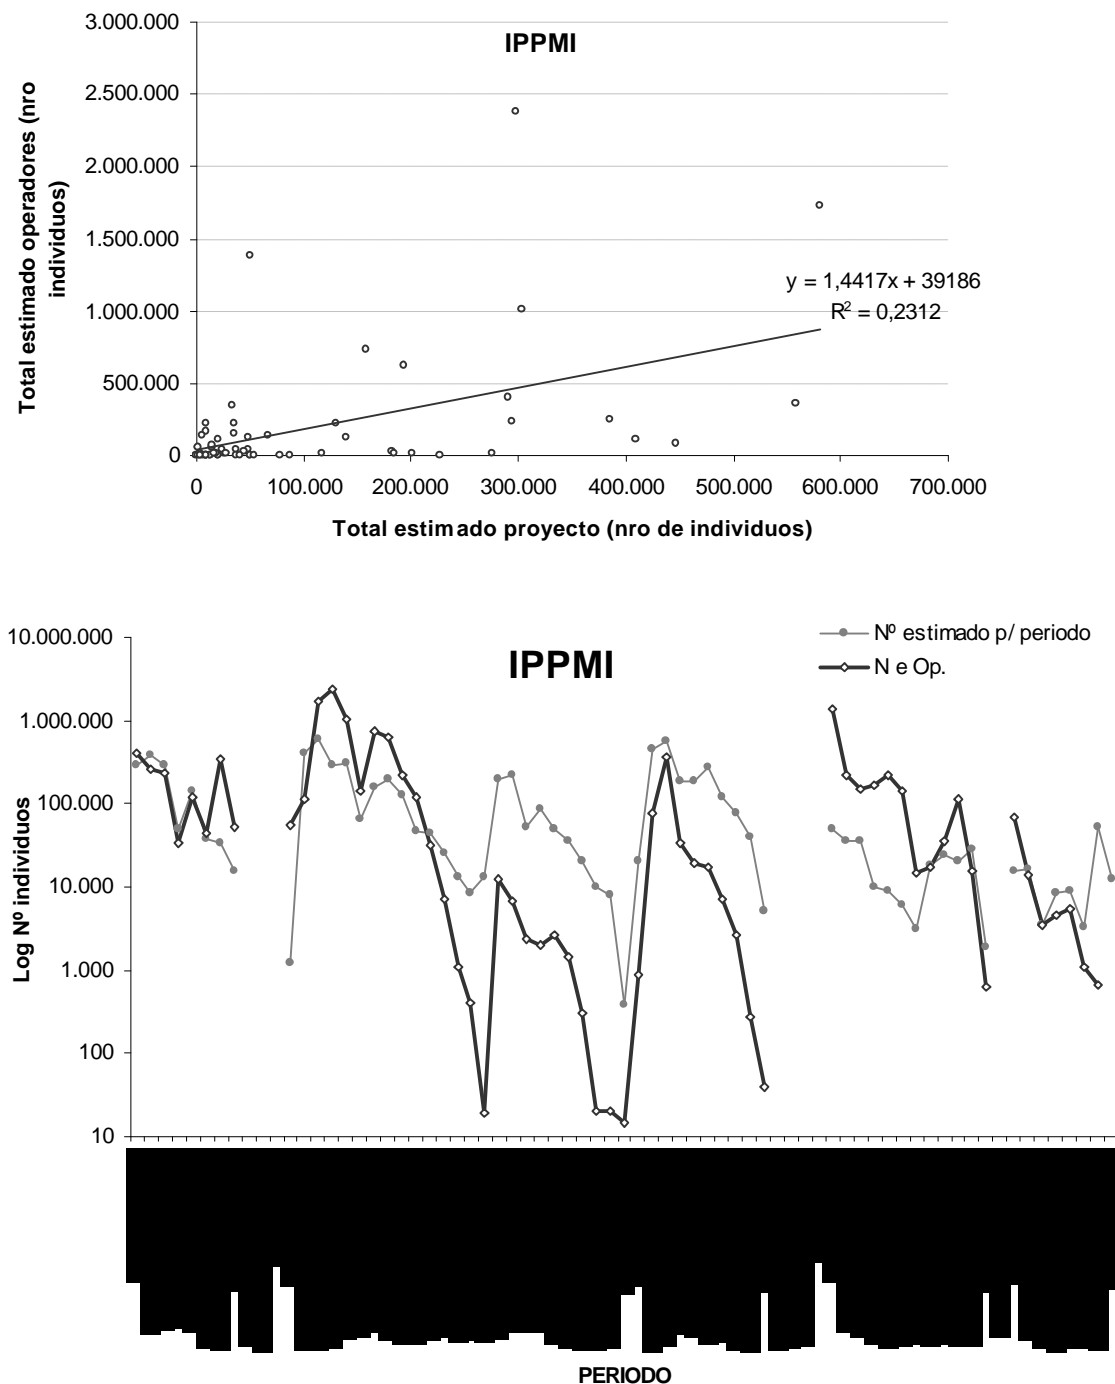 IPPMI
3.000.000
2.500.000
2.000.000
1.500.000
1.000.000
500.000
0
Total estimado operadores (nro
individuos)
y = 1,4417x + 39186
R² = 0,2312
0 100.000 200.000 300.000 400.000 500.000 600.000 700.000
Total estimado proyecto (nro de individuos)
Nº estimado p/ periodo
N e Op.
IPPMI
10.000.000
1.000.000
100.000
10.000
1.000
100
10
Log Nº individuos
PERIODO